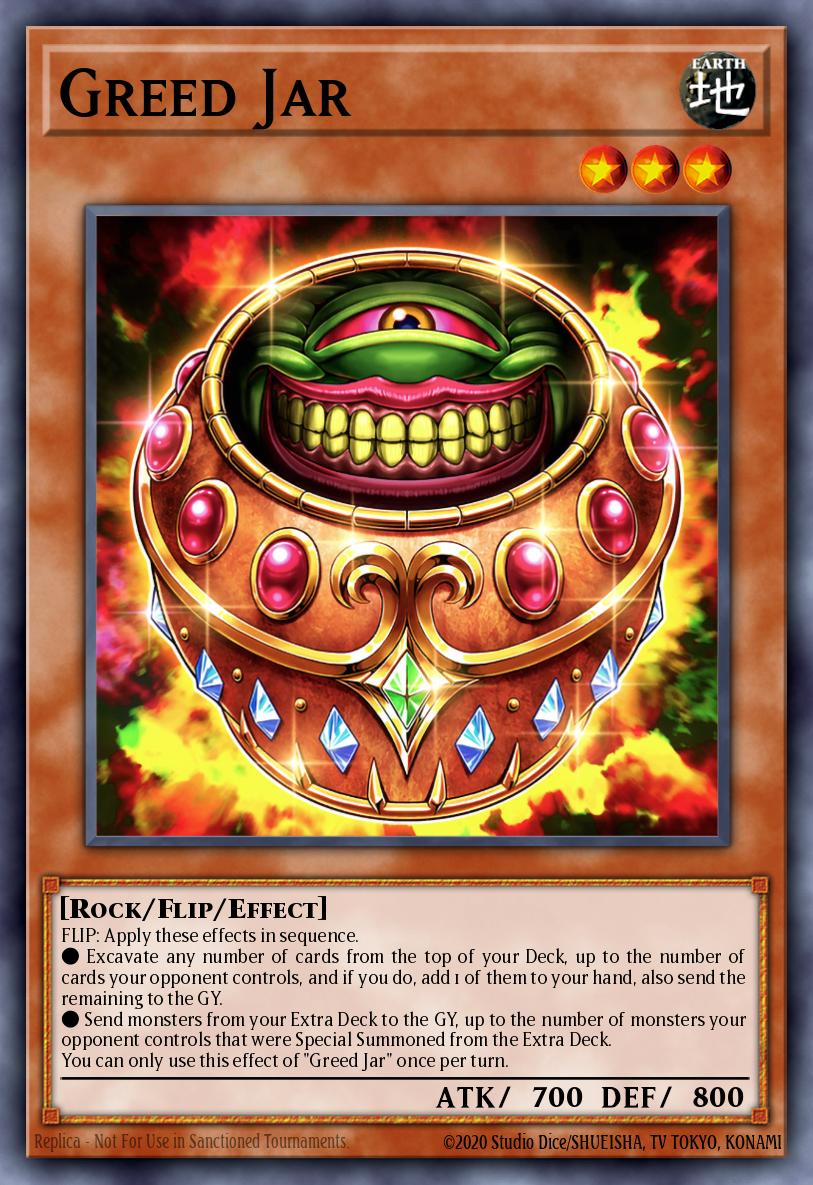 Greed Jar
EARTH
地
[Rock/Flip/Effect]
FLIP: Apply these effects in sequence.
● Excavate any number of cards from the top of your Deck, up to the number of
cards your opponent controls, and if you do, add 1 of them to your hand, also send the
remaining to the GY.
● Send monsters from your Extra Deck to the GY, up to the number of monsters your
opponent controls that were Special Summoned from the Extra Deck.
You can only use this effect of "Greed Jar" once per turn.
ATK/ 700 DEF/ 800
Replica - Not For Use in Sanctioned Tournaments. ©2020 Studio Dice/SHUEISHA, TV TOKYO, KONAMI